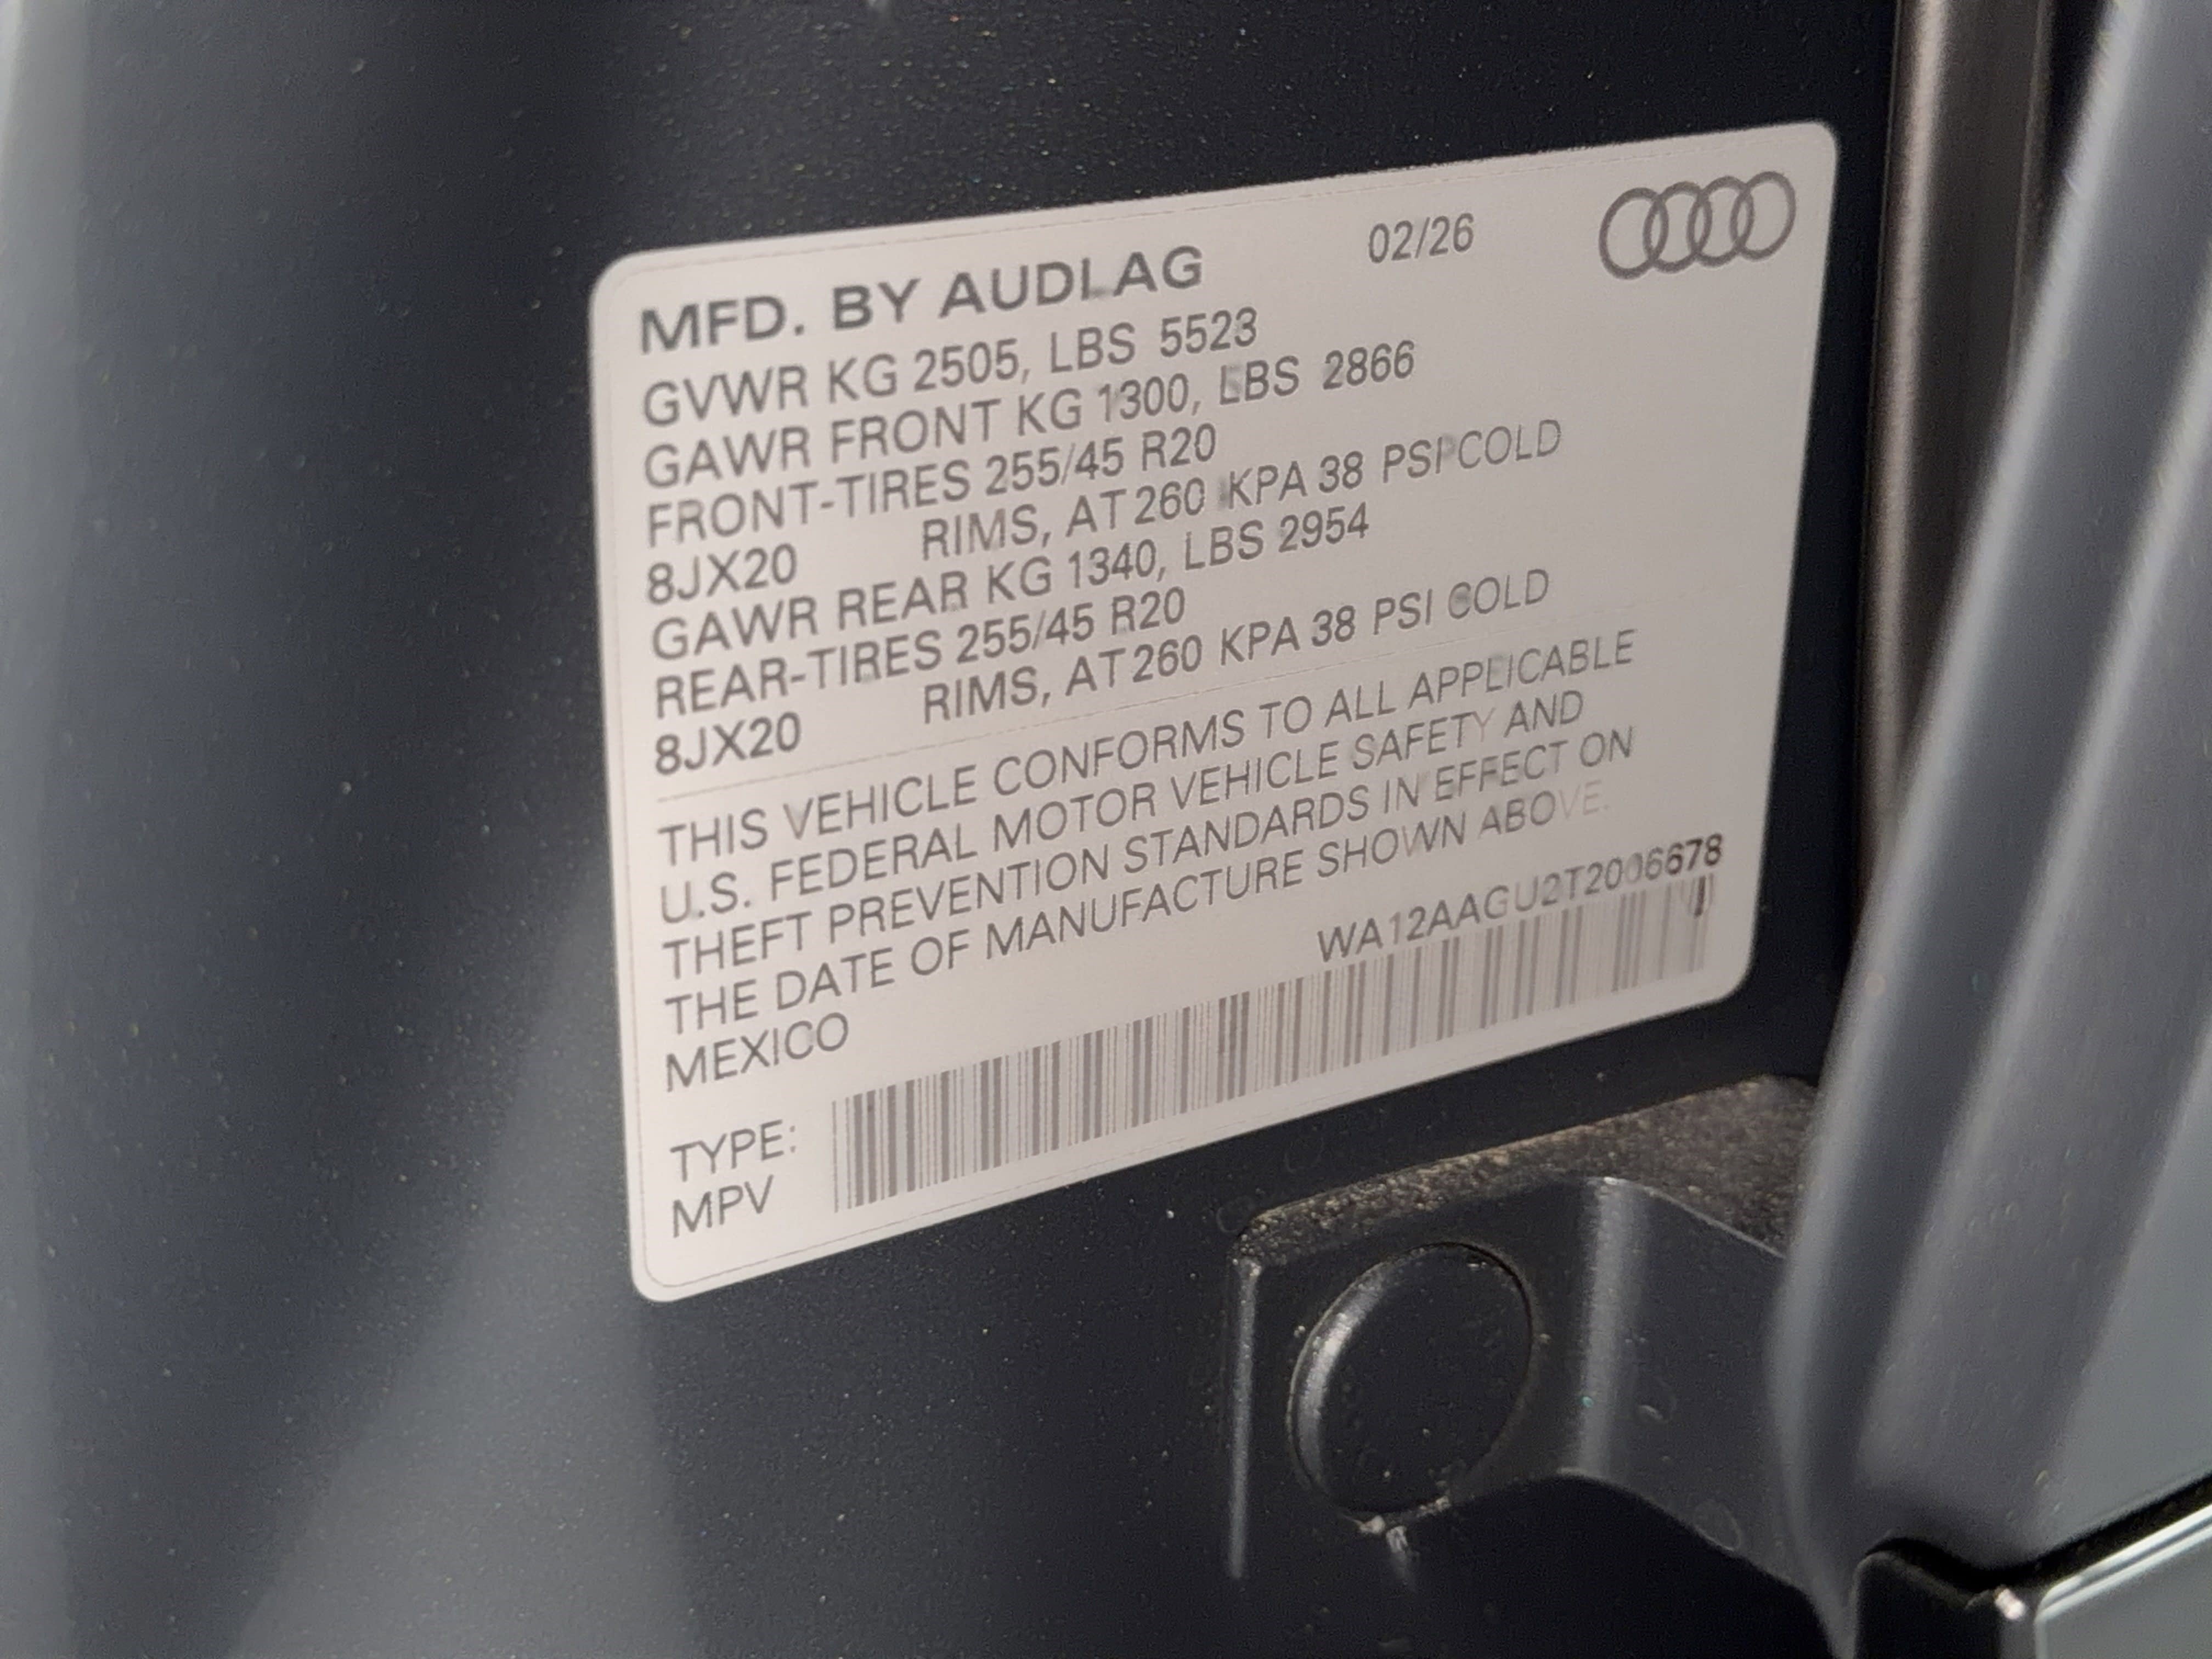 MFD. BY AUDI AG 02/26
GVWR KG 2505, LBS 5523
GAWR FRONT KG 1300, LBS 2866
FRONT-TIRES 255/45 R20
8JX20 RIMS, AT 260 KPA 38 PSI COLD
GAWR REAR KG 1340, LBS 2954
REAR-TIRES 255/45 R20
8JX20 RIMS, AT 260 KPA 38 PSI COLD
THIS VEHICLE CONFORMS TO ALL APPLICABLE
U.S. FEDERAL MOTOR VEHICLE SAFETY AND
THEFT PREVENTION STANDARDS IN EFFECT ON
THE DATE OF MANUFACTURE SHOWN ABOVE.
MEXICO WA12AAGU2T2006678
TYPE:
MPV